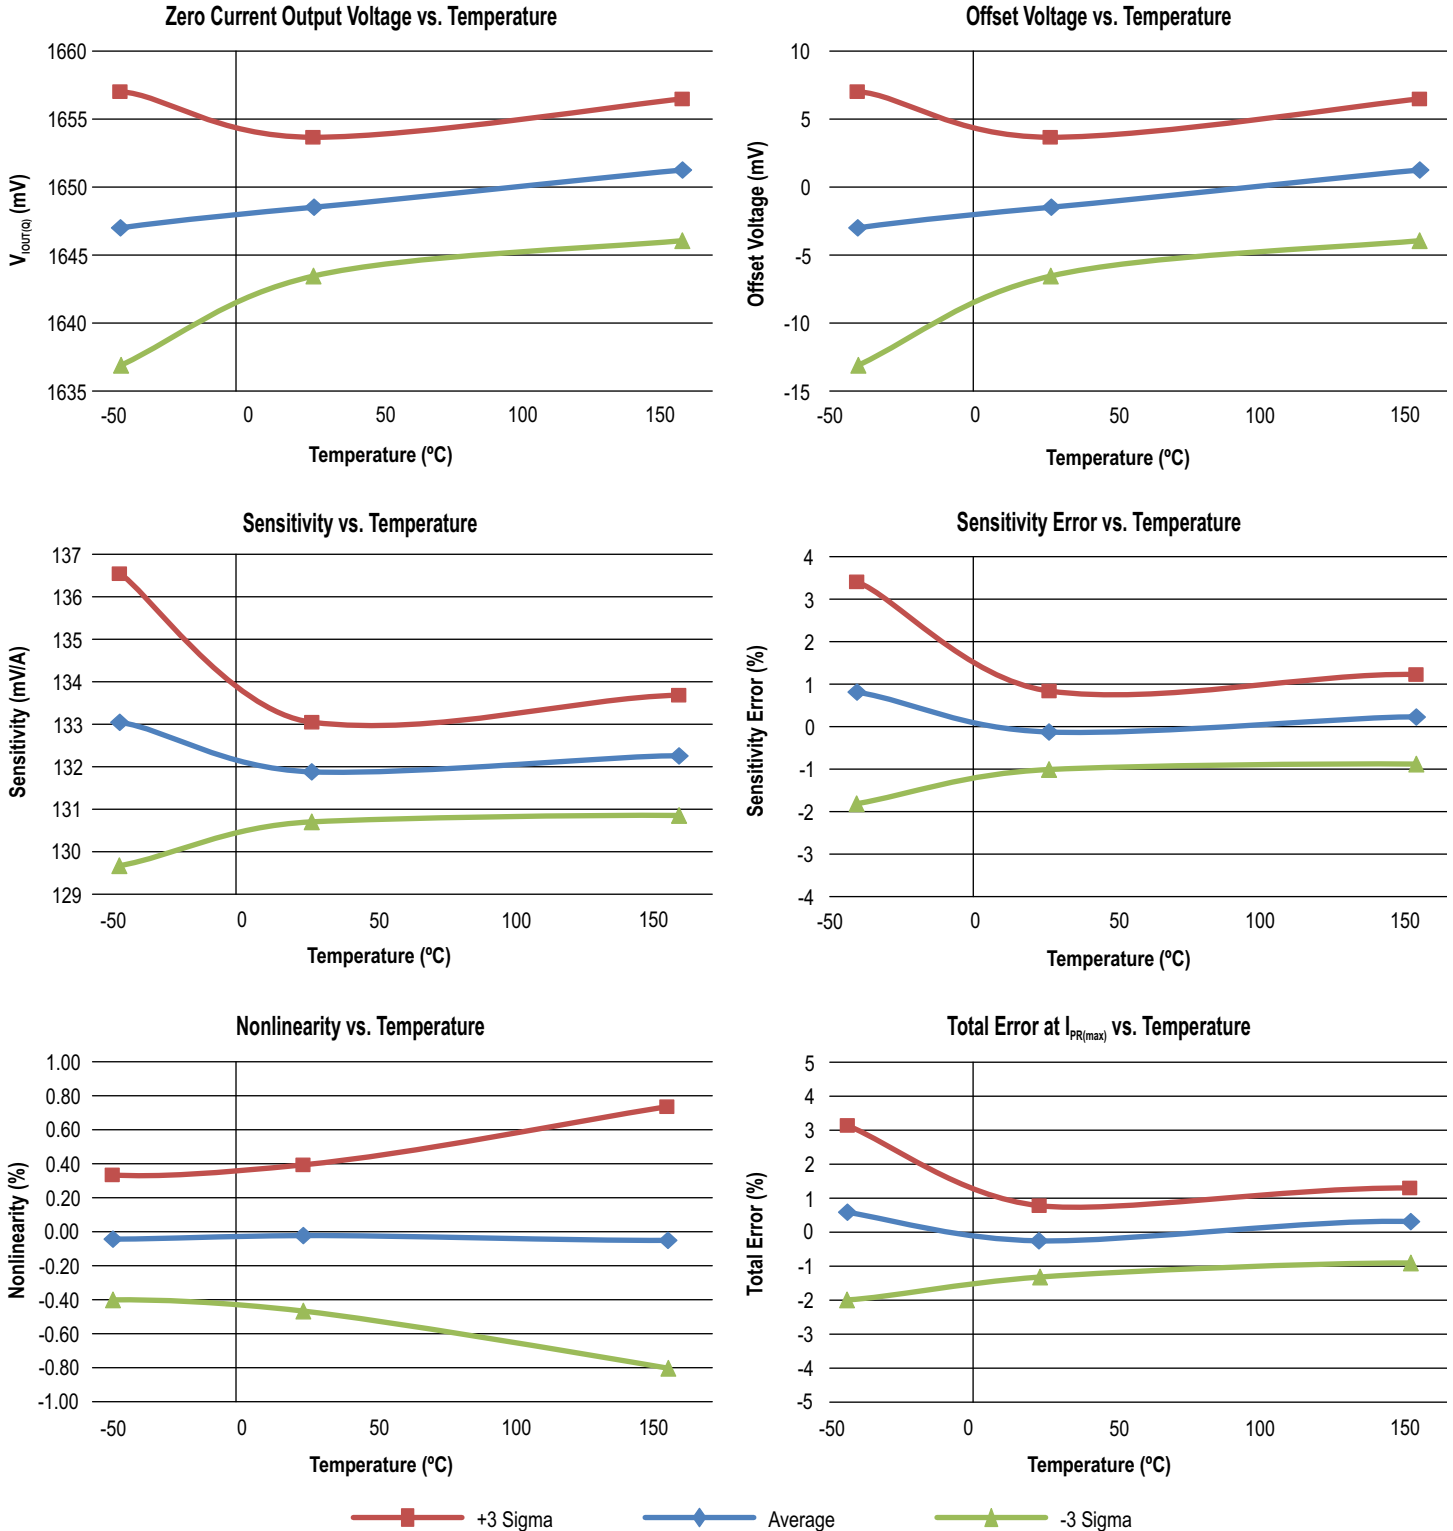 Zero Current Output Voltage vs. Temperature
1660
1655
1650
1645
1640
1635
V_IOUT(Q) (mV)
-50 0 50 100 150
Temperature (ºC)
Offset Voltage vs. Temperature
10
5
0
-5
-10
-15
Offset Voltage (mV)
-50 0 50 100 150
Temperature (ºC)
Sensitivity vs. Temperature
137
136
135
134
133
132
131
130
129
Sensitivity (mV/A)
-50 0 50 100 150
Temperature (ºC)
Sensitivity Error vs. Temperature
4
3
2
1
0
-1
-2
-3
-4
Sensitivity Error (%)
-50 0 50 100 150
Temperature (ºC)
Nonlinearity vs. Temperature
1.00
0.80
0.60
0.40
0.20
0.00
-0.20
-0.40
-0.60
-0.80
-1.00
Nonlinearity (%)
-50 0 50 100 150
Temperature (ºC)
Total Error at I_PR(max) vs. Temperature
5
4
3
2
1
0
-1
-2
-3
-4
-5
Total Error (%)
-50 0 50 100 150
Temperature (ºC)
+3 Sigma Average -3 Sigma